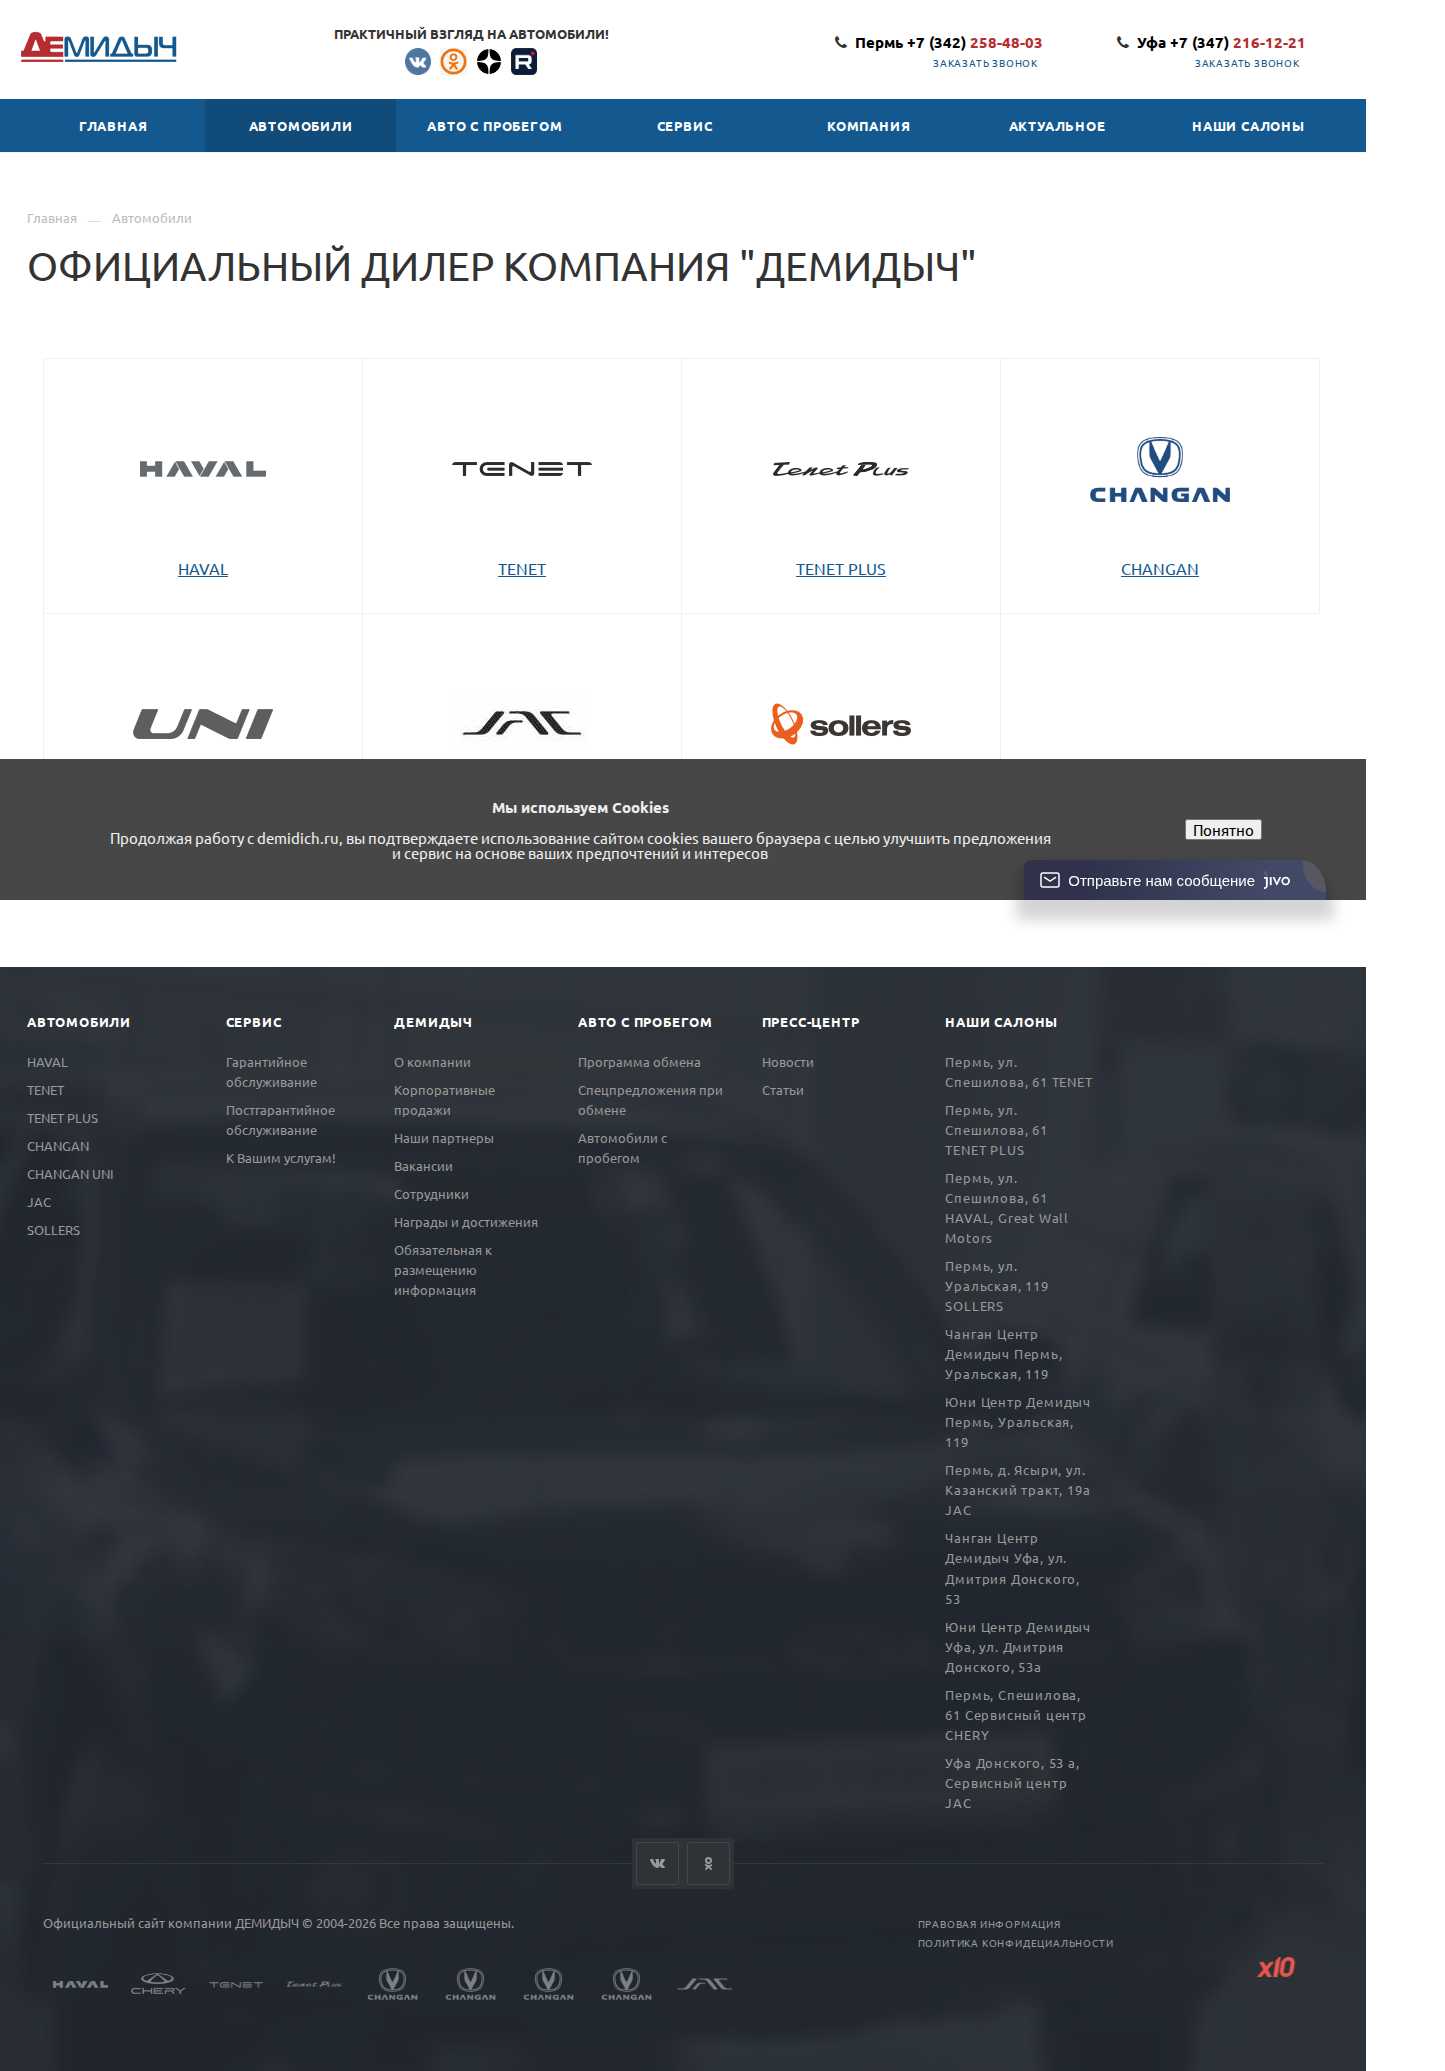 ДЕМИДЫЧ
ПРАКТИЧНЫЙ ВЗГЛЯД НА АВТОМОБИЛИ!
Пермь +7 (342) 258-48-03
ЗАКАЗАТЬ ЗВОНОК
Уфа +7 (347) 216-12-21
ЗАКАЗАТЬ ЗВОНОК
ГЛАВНАЯ
АВТОМОБИЛИ
АВТО С ПРОБЕГОМ
СЕРВИС
КОМПАНИЯ
АКТУАЛЬНОЕ
НАШИ САЛОНЫ
Главная — Автомобили
ОФИЦИАЛЬНЫЙ ДИЛЕР КОМПАНИЯ "ДЕМИДЫЧ"
HAVAL
TENET
Tenet Plus
CHANGAN
HAVAL
TENET
TENET PLUS
CHANGAN
UNI
JAC
sollers
Мы используем Cookies
Продолжая работу с demidich.ru, вы подтверждаете использование сайтом cookies вашего браузера с целью улучшить предложения
и сервис на основе ваших предпочтений и интересов
Понятно
Отправьте нам сообщение jivo
АВТОМОБИЛИ
HAVAL
TENET
TENET PLUS
CHANGAN
CHANGAN UNI
JAC
SOLLERS
СЕРВИС
Гарантийное
обслуживание
Постгарантийное
обслуживание
К Вашим услугам!
ДЕМИДЫЧ
О компании
Корпоративные
продажи
Наши партнеры
Вакансии
Сотрудники
Награды и достижения
Обязательная к
размещению
информация
АВТО С ПРОБЕГОМ
Программа обмена
Спецпредложения при
обмене
Автомобили с
пробегом
ПРЕСС-ЦЕНТР
Новости
Статьи
НАШИ САЛОНЫ
Пермь, ул.
Спешилова, 61 TENET
Пермь, ул.
Спешилова, 61
TENET PLUS
Пермь, ул.
Спешилова, 61
HAVAL, Great Wall
Motors
Пермь, ул.
Уральская, 119
SOLLERS
Чанган Центр
Демидыч Пермь,
Уральская, 119
Юни Центр Демидыч
Пермь, Уральская,
119
Пермь, д. Ясыри, ул.
Казанский тракт, 19а
JAC
Чанган Центр
Демидыч Уфа, ул.
Дмитрия Донского,
53
Юни Центр Демидыч
Уфа, ул. Дмитрия
Донского, 53а
Пермь, Спешилова,
61 Сервисный центр
CHERY
Уфа Донского, 53 а,
Сервисный центр
JAC
Официальный сайт компании ДЕМИДЫЧ © 2004-2026 Все права защищены.
ПРАВОВАЯ ИНФОРМАЦИЯ
ПОЛИТИКА КОНФИДЕЦИАЛЬНОСТИ
HAVAL
CHERY
TENET
Tenet Plus
CHANGAN
CHANGAN
CHANGAN
CHANGAN
JAC
x10